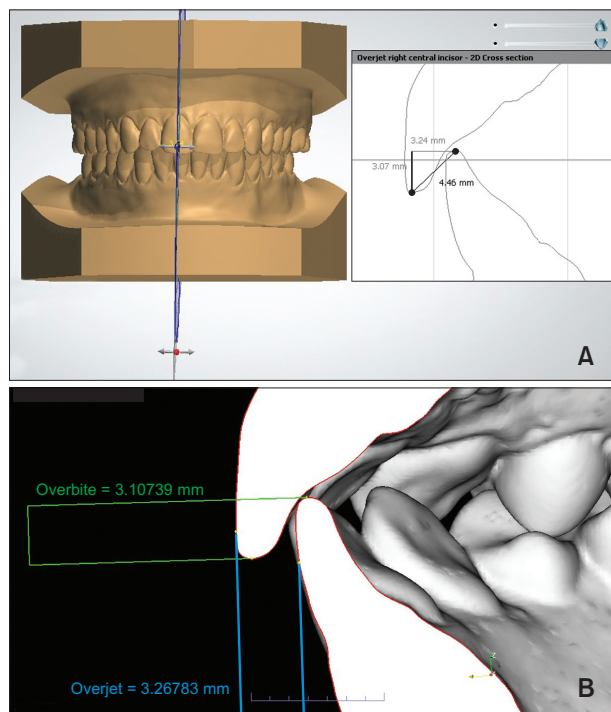 Overjet right central incisor - 2D Cross section
3.24 mm
3.07 mm
4.46 mm
A
Overbite = 3.10739 mm
Overjet = 3.26783 mm
B